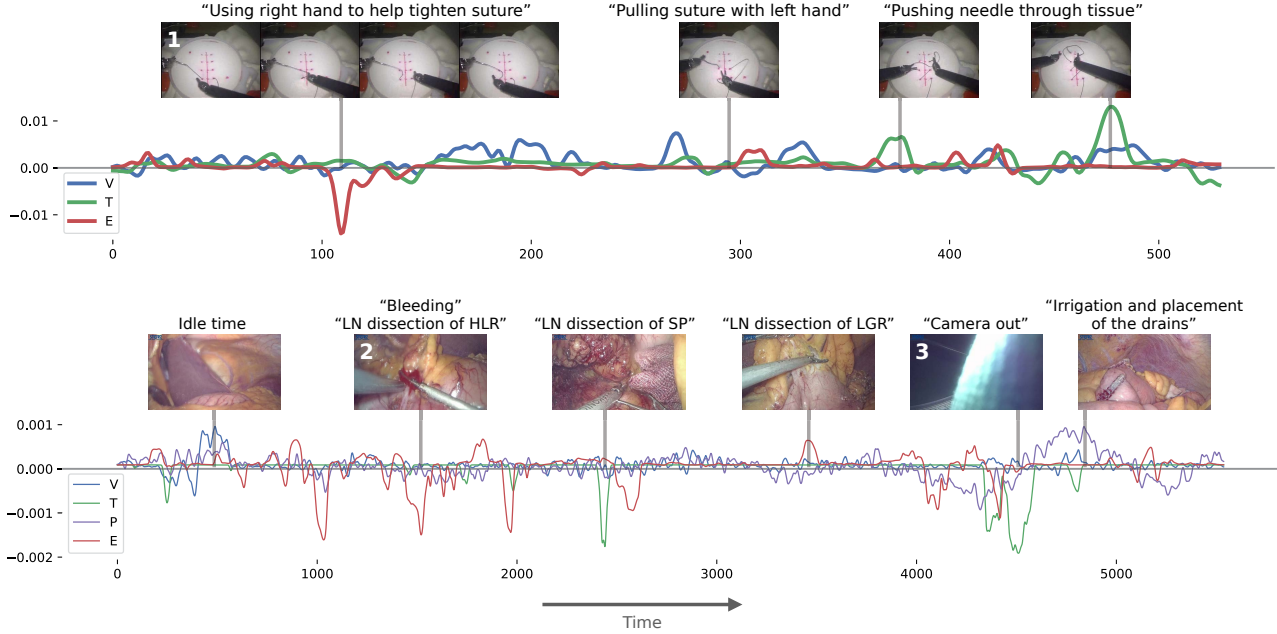 “Using right hand to help tighten suture”
“Pulling suture with left hand”
“Pushing needle through tissue”
1
0.01
0.00
−0.01
V
T
E
0 100 200 300 400 500
“Bleeding”
“Irrigation and placement
Idle time
“LN dissection of HLR”
“LN dissection of SP”
“LN dissection of LGR”
“Camera out”
of the drains”
2
3
0.001
0.000
−0.001
−0.002
V
T
P
E
0 1000 2000 3000 4000 5000
Time